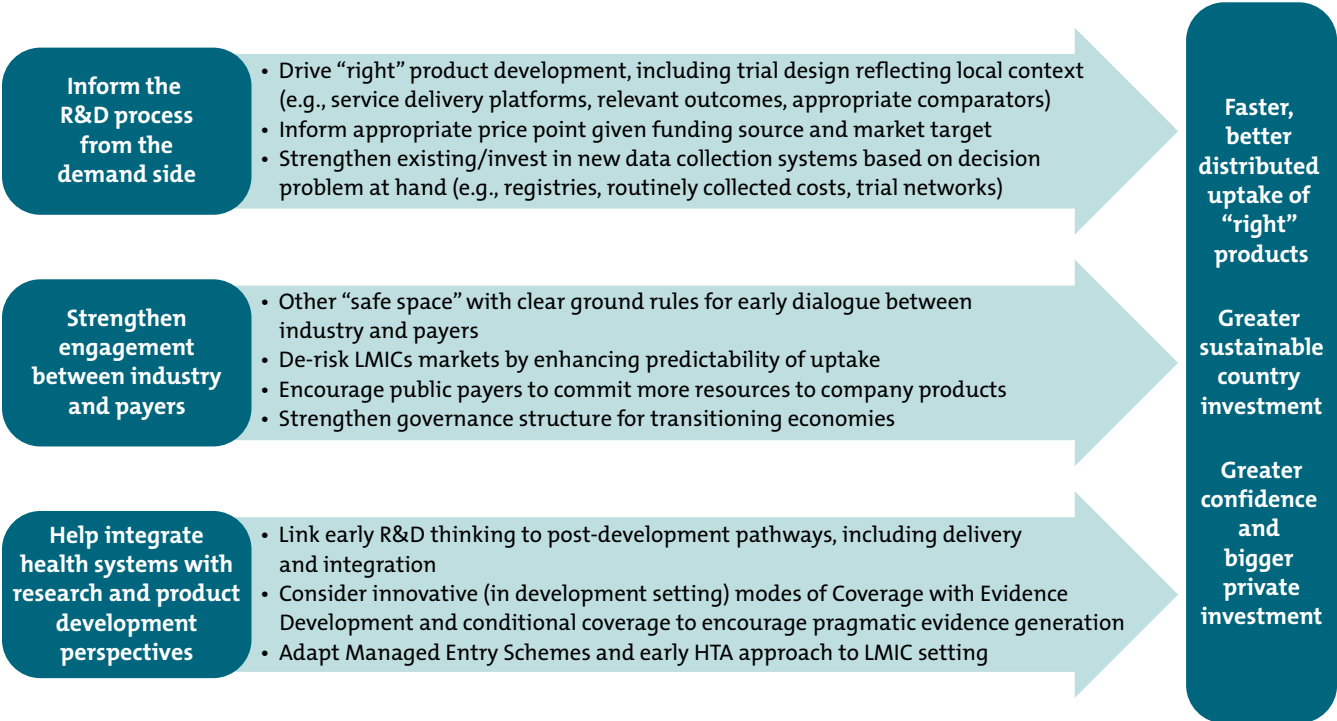 Inform the
R&D process
from the
demand side
• Drive “right” product development, including trial design reflecting local context
(e.g., service delivery platforms, relevant outcomes, appropriate comparators)
• Inform appropriate price point given funding source and market target
• Strengthen existing/invest in new data collection systems based on decision
problem at hand (e.g., registries, routinely collected costs, trial networks)
Strengthen
engagement
between industry
and payers
• Other “safe space” with clear ground rules for early dialogue between
industry and payers
• De-risk LMICs markets by enhancing predictability of uptake
• Encourage public payers to commit more resources to company products
• Strengthen governance structure for transitioning economies
Help integrate
health systems with
research and product
development
perspectives
• Link early R&D thinking to post-development pathways, including delivery
and integration
• Consider innovative (in development setting) modes of Coverage with Evidence
Development and conditional coverage to encourage pragmatic evidence generation
• Adapt Managed Entry Schemes and early HTA approach to LMIC setting
Faster,
better
distributed
uptake of
“right”
products
Greater
sustainable
country
investment
Greater
confidence
and
bigger
private
investment